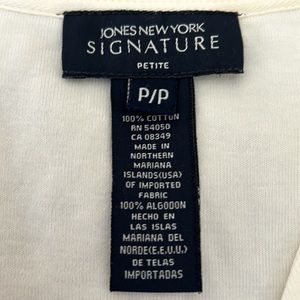 JONES NEW YORK
SIGNATURE
PETITE
P/P
100% COTTON
RN 54050
CA 08349
MADE IN
NORTHERN
MARIANA
ISLANDS(USA)
OF IMPORTED
FABRIC
100% ALGODON
HECHO EN
LAS ISLAS
MARIANA DEL
NORDE(E.E.U.U.)
DE TELAS
IMPORTADAS